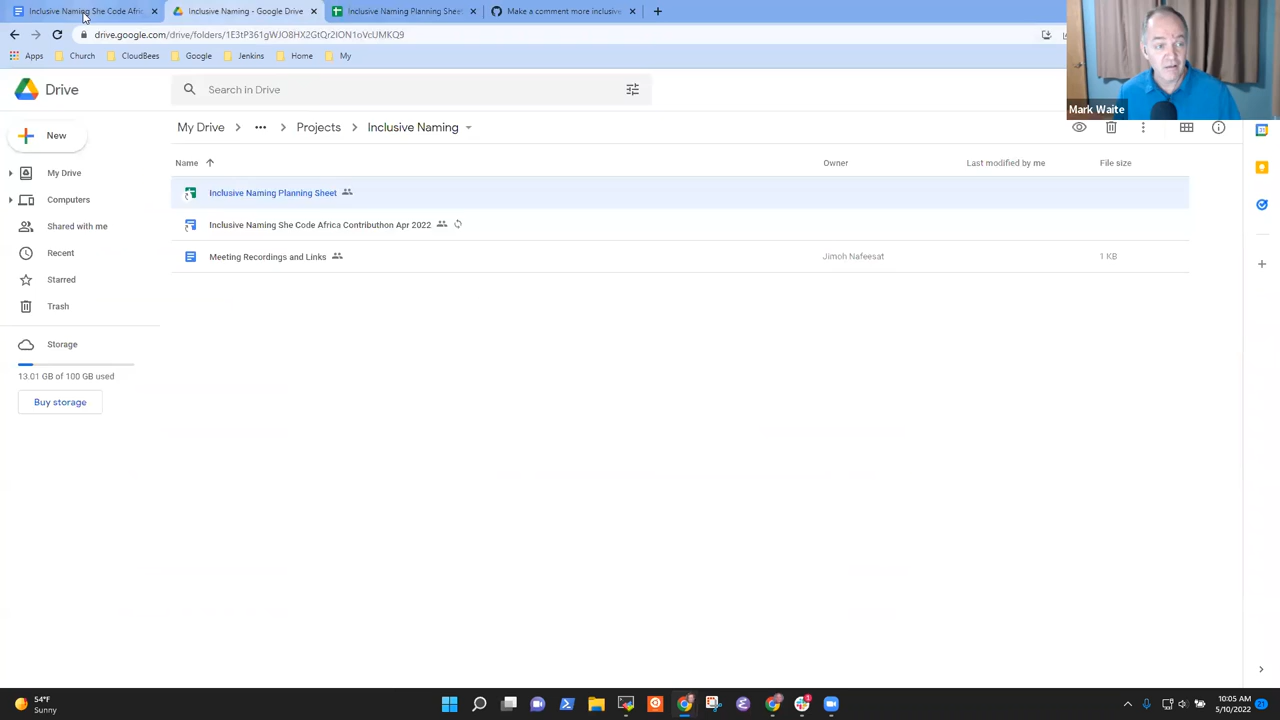 Inclusive Naming She Code Afric
Inclusive Naming - Google Drive
Inclusive Naming Planning Sheet
Make a comment more inclusive
drive.google.com/drive/folders/1E3tP361gWJO8HX2GtQr2ION1oVcUMKQ9
Apps
Church
CloudBees
Google
Jenkins
Home
My
Mark Waite
Drive
Search in Drive
New
My Drive
...
Projects
Inclusive Naming
Name
Owner
Last modified by me
File size
My Drive
Computers
Shared with me
Recent
Starred
Trash
Storage
13.01 GB of 100 GB used
Buy storage
Inclusive Naming Planning Sheet
Inclusive Naming She Code Africa Contributhon Apr 2022
Meeting Recordings and Links
Jimoh Nafeesat
1 KB
54°F
Sunny
10:05 AM
5/10/2022
21